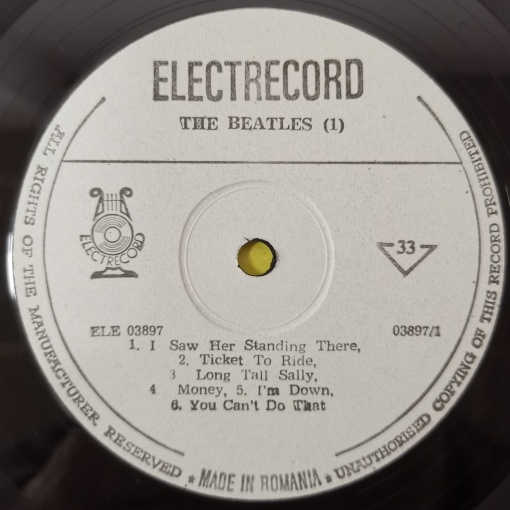 ELECTRECORD
THE BEATLES (1)
ELECTRECORD
33
ELE 03897
03897/1
1. I Saw Her Standing There,
2. Ticket To Ride,
3 Long Tall Sally,
4 Money, 5. I'm Down,
6. You Can't Do That
ALL RIGHTS OF THE MANUFACTURER RESERVED ★ MADE IN ROMANIA ★ UNAUTHORISED COPYING OF THIS RECORD PROHIBITED